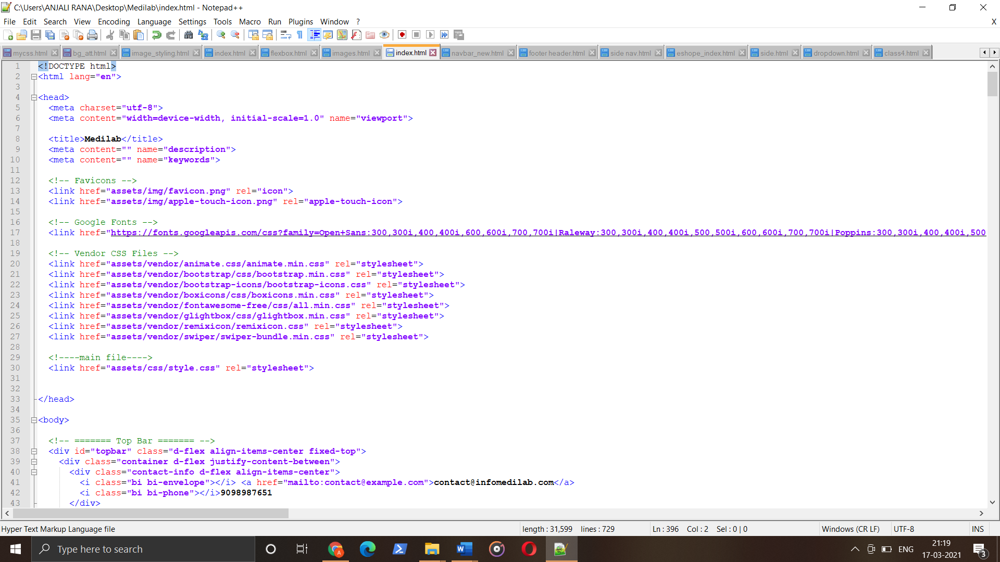 C:\Users\ANJALI RANA\Desktop\Medilab\index.html - Notepad++
File Edit Search View Encoding Language Settings Tools Macro Run Plugins Window ? X
mycss.html bg_att.html image_styling.html index.html flexbox.html images.html index.html navbar_new.html footer header.html side nav.html eshope_index.html side.html dropdown.html class4.html
1 <!DOCTYPE html>
2 <html lang="en">
3
4 <head>
5 <meta charset="utf-8">
6 <meta content="width=device-width, initial-scale=1.0" name="viewport">
7
8 <title>Medilab</title>
9 <meta content="" name="description">
10 <meta content="" name="keywords">
11
12 <!-- Favicons -->
13 <link href="assets/img/favicon.png" rel="icon">
14 <link href="assets/img/apple-touch-icon.png" rel="apple-touch-icon">
15
16 <!-- Google Fonts -->
17 <link href="https://fonts.googleapis.com/css?family=Open+Sans:300,300i,400,400i,600,600i,700,700i|Raleway:300,300i,400,400i,500,500i,600,600i,700,700i|Poppins:300,300i,400,400i,500
18
19 <!-- Vendor CSS Files -->
20 <link href="assets/vendor/animate.css/animate.min.css" rel="stylesheet">
21 <link href="assets/vendor/bootstrap/css/bootstrap.min.css" rel="stylesheet">
22 <link href="assets/vendor/bootstrap-icons/bootstrap-icons.css" rel="stylesheet">
23 <link href="assets/vendor/boxicons/css/boxicons.min.css" rel="stylesheet">
24 <link href="assets/vendor/fontawesome-free/css/all.min.css" rel="stylesheet">
25 <link href="assets/vendor/glightbox/css/glightbox.min.css" rel="stylesheet">
26 <link href="assets/vendor/remixicon/remixicon.css" rel="stylesheet">
27 <link href="assets/vendor/swiper/swiper-bundle.min.css" rel="stylesheet">
28
29 <!----main file---->
30 <link href="assets/css/style.css" rel="stylesheet">
31
32
33 </head>
34
35 <body>
36
37 <!-- ======= Top Bar ======= -->
38 <div id="topbar" class="d-flex align-items-center fixed-top">
39 <div class="container d-flex justify-content-between">
40 <div class="contact-info d-flex align-items-center">
41 <i class="bi bi-envelope"></i> <a href="mailto:contact@example.com">contact@infomedilab.com</a>
42 <i class="bi bi-phone"></i>9098987651
43 </div>
Hyper Text Markup Language file length : 31,599 lines : 729 Ln : 396 Col : 2 Sel : 0 | 0 Windows (CR LF) UTF-8 INS
Type here to search ENG 21:19
17-03-2021 3